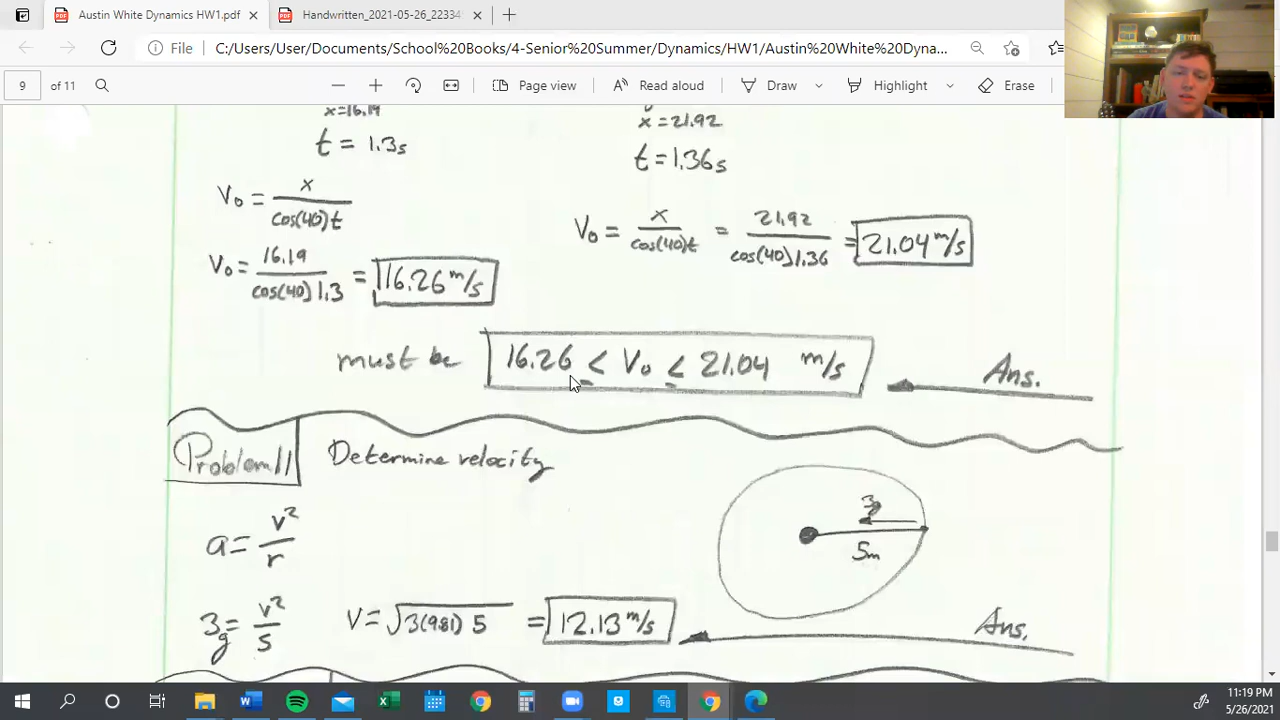 Austin White Dynamics HW1.pdf
Handwritten_2021-05-26_22334
File
C:/Users/User/Documents/School%20Books/4-Senior%20Summer/Dynamics/HW1/Austin%20White%20Dyna...
9 of 11
Page view
Read aloud
Draw
Highlight
Erase
x=16.19
x=21.92
t = 1.3s
t=1.36s
V₀ = x / cos(40)t
V₀ = x / cos(40)t = 21.92 / cos(40)1.36 = 21.04 m/s
V₀ = 16.19 / cos(40)1.3 = 16.26 m/s
must be 16.26 ≤ V₀ ≤ 21.04 m/s Ans.
Problem 11 Determine velocity
3g
5m
a = v² / r
3g = v² / 5 V = √3(9.81) 5 = 12.13 m/s Ans.
11:19 PM
5/26/2021